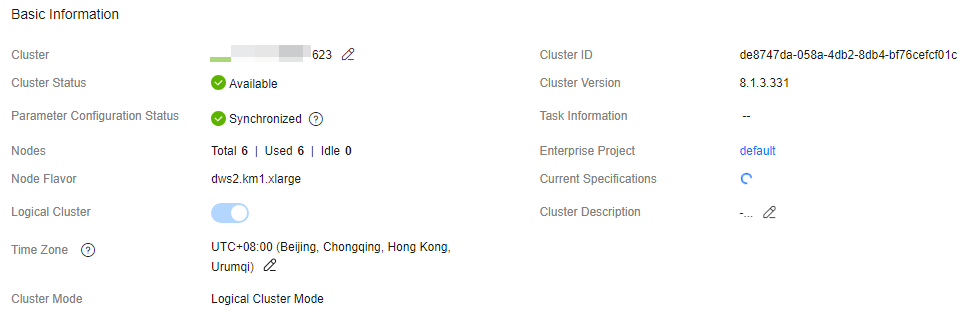 Basic Information
Cluster 623 Cluster ID de8747da-058a-4db2-8db4-bf76cefcf01c
Cluster Status Available Cluster Version 8.1.3.331
Parameter Configuration Status Synchronized ? Task Information --
Nodes Total 6 | Used 6 | Idle 0 Enterprise Project default
Node Flavor dws2.km1.xlarge Current Specifications
Logical Cluster Cluster Description -...
Time Zone ? UTC+08:00 (Beijing, Chongqing, Hong Kong,
Urumqi)
Cluster Mode Logical Cluster Mode